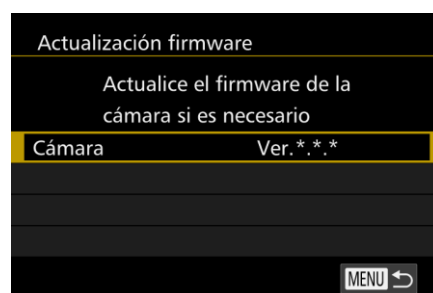 Actualización firmware
Actualice el firmware de la
cámara si es necesario
Cámara Ver.*.*.*
MENU